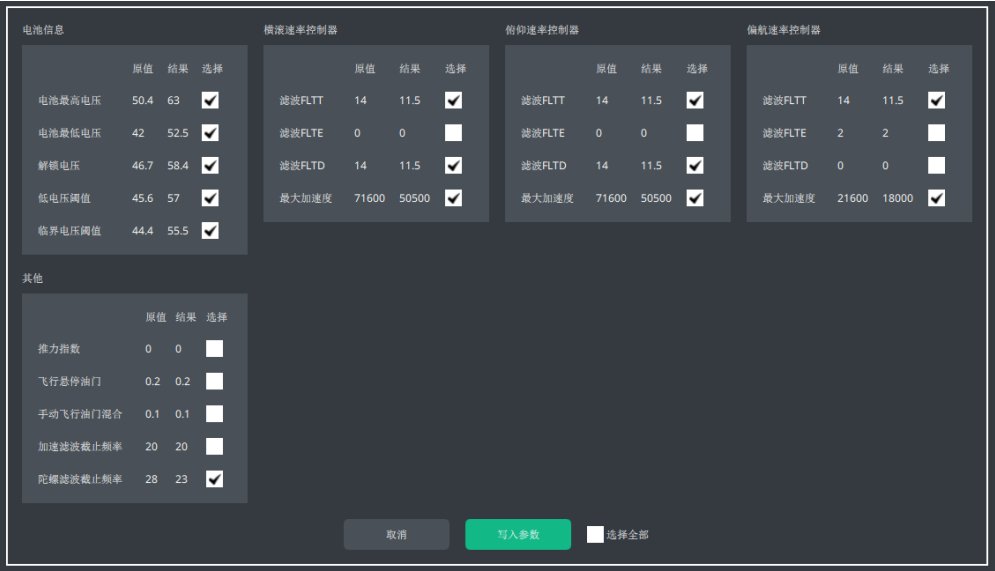 电池信息
原值 结果 选择
电池最高电压 50.4 63
电池最低电压 42 52.5
解锁电压 46.7 58.4
低电压阈值 45.6 57
临界电压阈值 44.4 55.5
横滚速率控制器
原值 结果 选择
滤波FLTT 14 11.5
滤波FLTE 0 0
滤波FLTD 14 11.5
最大加速度 71600 50500
俯仰速率控制器
原值 结果 选择
滤波FLTT 14 11.5
滤波FLTE 0 0
滤波FLTD 14 11.5
最大加速度 71600 50500
偏航速率控制器
原值 结果 选择
滤波FLTT 14 11.5
滤波FLTE 2 2
滤波FLTD 0 0
最大加速度 21600 18000
其他
原值 结果 选择
推力指数 0 0
飞行悬停油门 0.2 0.2
手动飞行油门混合 0.1 0.1
加速滤波截止频率 20 20
陀螺滤波截止频率 28 23
取消 写入参数 选择全部